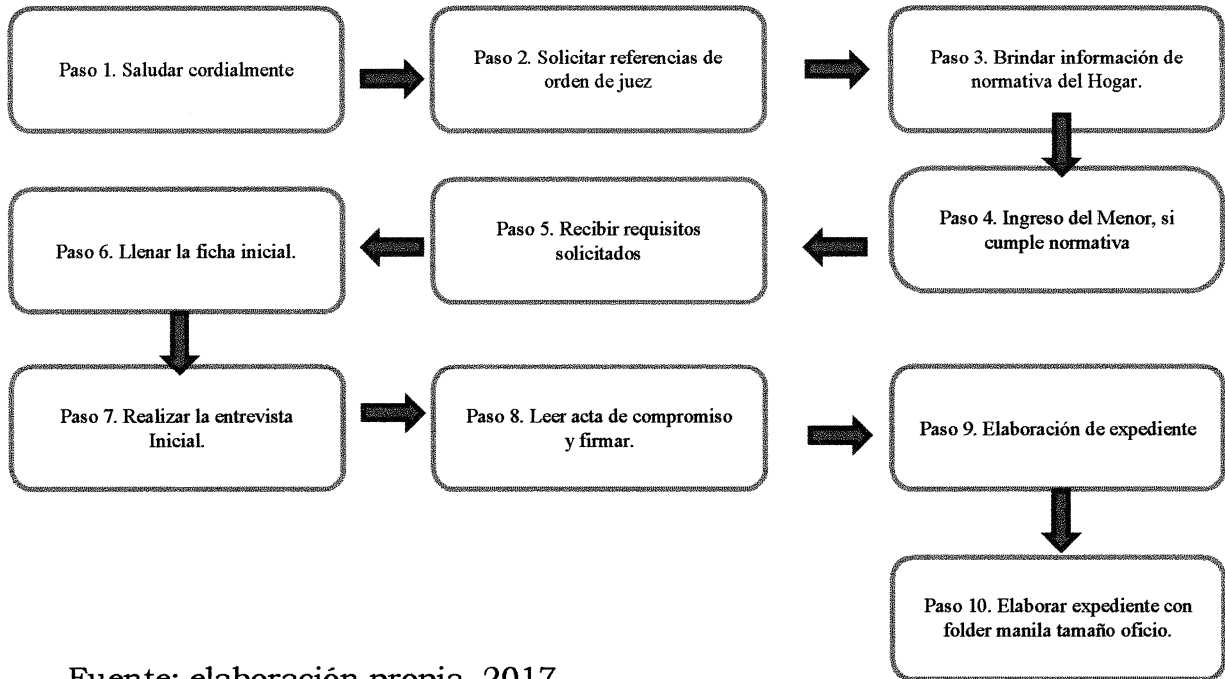 Paso 1. Saludar cordialmente
Paso 2. Solicitar referencias de
orden de juez
Paso 3. Brindar información de
normativa del Hogar.
Paso 4. Ingreso del Menor, si
cumple normativa
Paso 5. Recibir requisitos
solicitados
Paso 6. Llenar la ficha inicial.
Paso 7. Realizar la entrevista
Inicial.
Paso 8. Leer acta de compromiso
y firmar.
Paso 9. Elaboración de expediente
Paso 10. Elaborar expediente con
folder manila tamaño oficio.
Fuente: elaboración propia, 2017